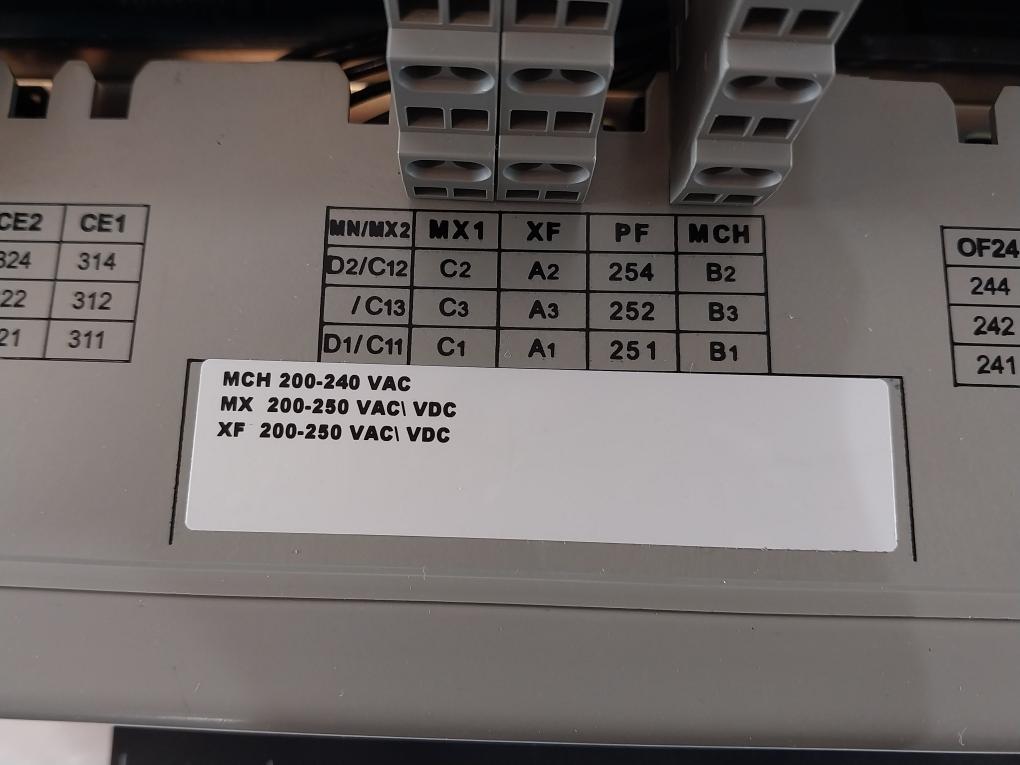 CE2 CE1
324 314
22 312
21 311
MN/MX2 MX1 XF PF MCH
D2/C12 C2 A2 254 B2
/C13 C3 A3 252 B3
D1/C11 C1 A1 251 B1
OF24
244
242
241
MCH 200-240 VAC
MX 200-250 VAC\ VDC
XF 200-250 VAC\ VDC